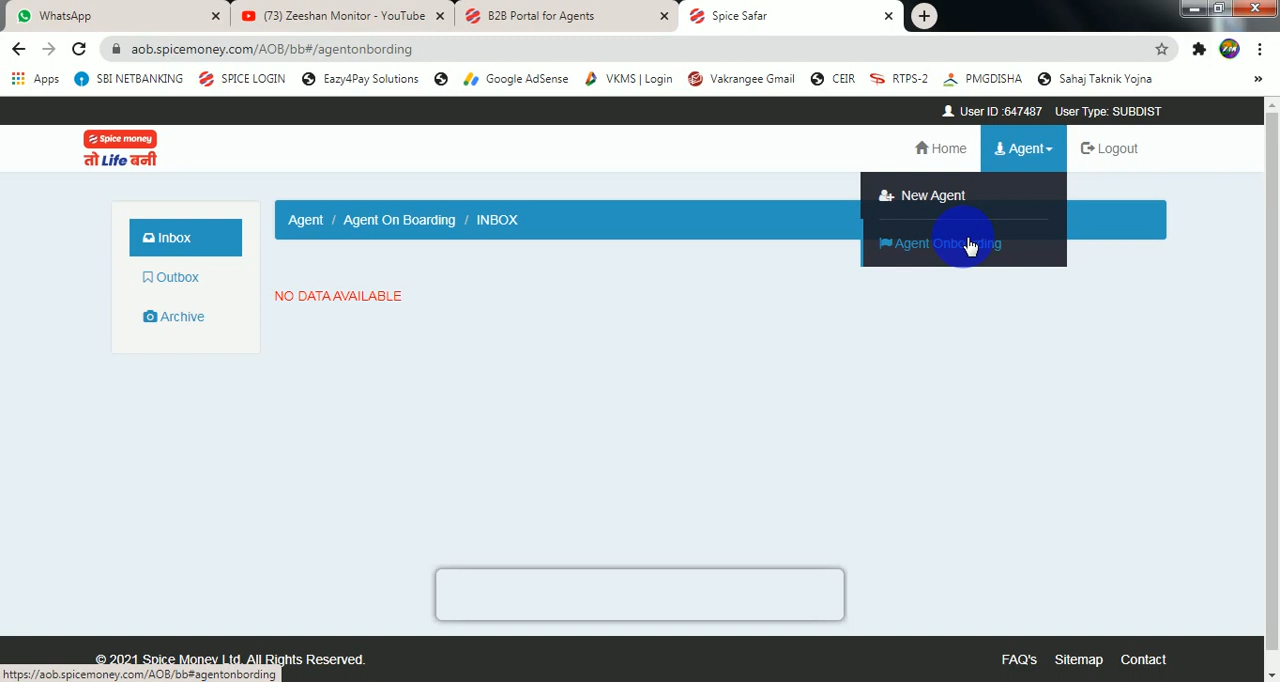 WhatsApp
(73) Zeeshan Monitor - YouTube
B2B Portal for Agents
Spice Safar
aob.spicemoney.com/AOB/bb#/agentonbording
ZM
Apps
SBI NETBANKING
SPICE LOGIN
Eazy4Pay Solutions
Google AdSense
VKMS | Login
Vakrangee Gmail
CEIR
RTPS-2
PMGDISHA
Sahaj Taknik Yojna
»
User ID :647487 User Type: SUBDIST
Spice money
तो Life बनी
Home
Agent
Logout
New Agent
Agent Onboarding
Agent / Agent On Boarding / INBOX
Inbox
Outbox
Archive
NO DATA AVAILABLE
© 2021 Spice Money Ltd. All Rights Reserved.
FAQ's
Sitemap
Contact
https://aob.spicemoney.com/AOB/bb#agentonbording